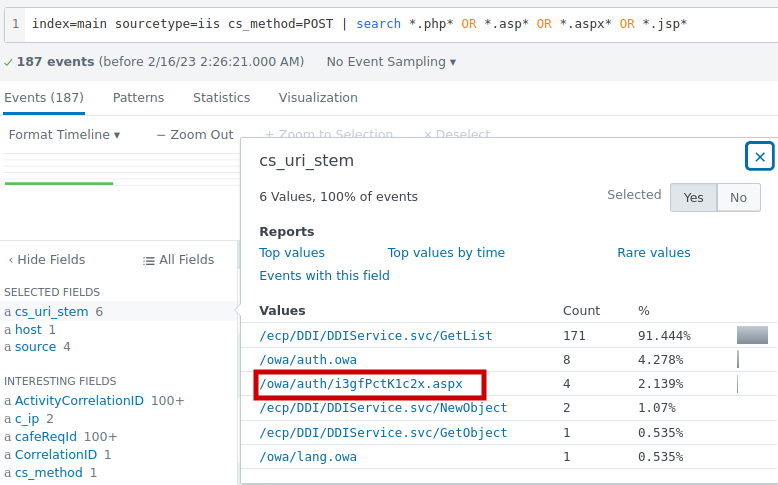 1 index=main sourcetype=iis cs_method=POST | search *.php* OR *.asp* OR *.aspx* OR *.jsp*
✓ 187 events (before 2/16/23 2:26:21.000 AM) No Event Sampling ▾
Events (187) Patterns Statistics Visualization
Format Timeline ▾ − Zoom Out + Zoom to Selection × Deselect
cs_uri_stem ×
6 Values, 100% of events Selected Yes No
Reports
Top values Top values by time Rare values
Events with this field
‹ Hide Fields All Fields
SELECTED FIELDS
a cs_uri_stem 6
a host 1
a source 4
INTERESTING FIELDS
a ActivityCorrelationID 100+
a c_ip 2
a cafeReqId 100+
a CorrelationID 1
a cs_method 1
Values Count %
/ecp/DDI/DDIService.svc/GetList 171 91.444%
/owa/auth.owa 8 4.278%
/owa/auth/i3gfPctK1c2x.aspx 4 2.139%
/ecp/DDI/DDIService.svc/NewObject 2 1.07%
/ecp/DDI/DDIService.svc/GetObject 1 0.535%
/owa/lang.owa 1 0.535%